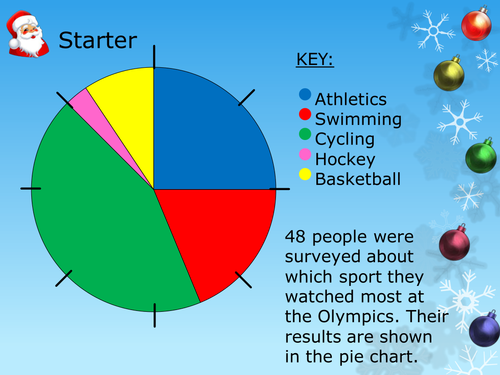 Starter
KEY:
Athletics
Swimming
Cycling
Hockey
Basketball
48 people were
surveyed about
which sport they
watched most at
the Olympics. Their
results are shown
in the pie chart.